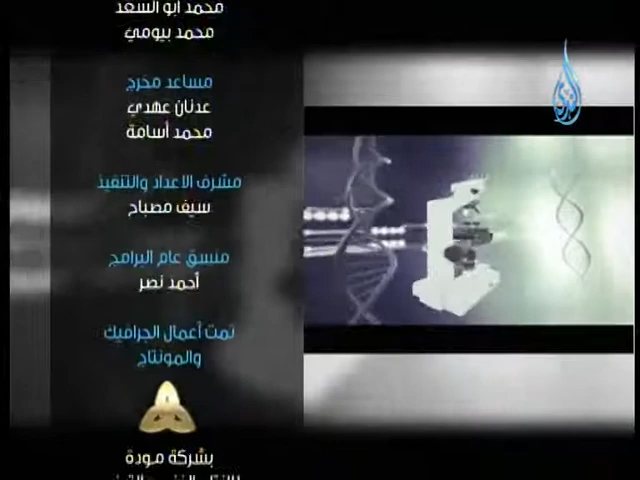 محمد ابو السعد
محمد بيومي
مساعد مخرج
عدنان عهدي
محمد أسامة
مشرف الاعداد والتنفيذ
سيف مصباح
منسق عام البرامج
أحمد نصر
تمت أعمال الجرافيك
والمونتاج
بشركة مودة